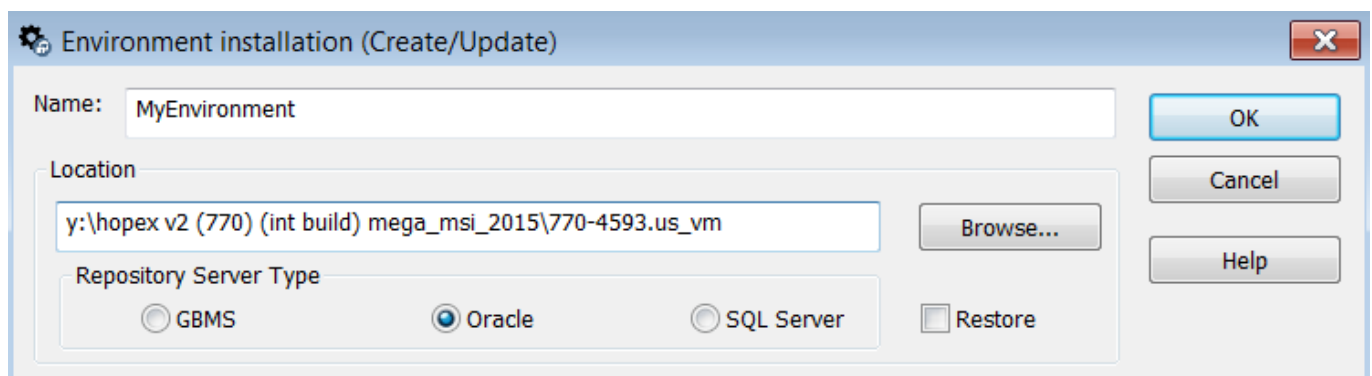 Environment installation (Create/Update)
Name: MyEnvironment
OK
Location
Cancel
y:\hopex v2 (770) (int build) mega_msi_2015\770-4593.us_vm
Browse...
Help
Repository Server Type
GBMS Oracle SQL Server Restore